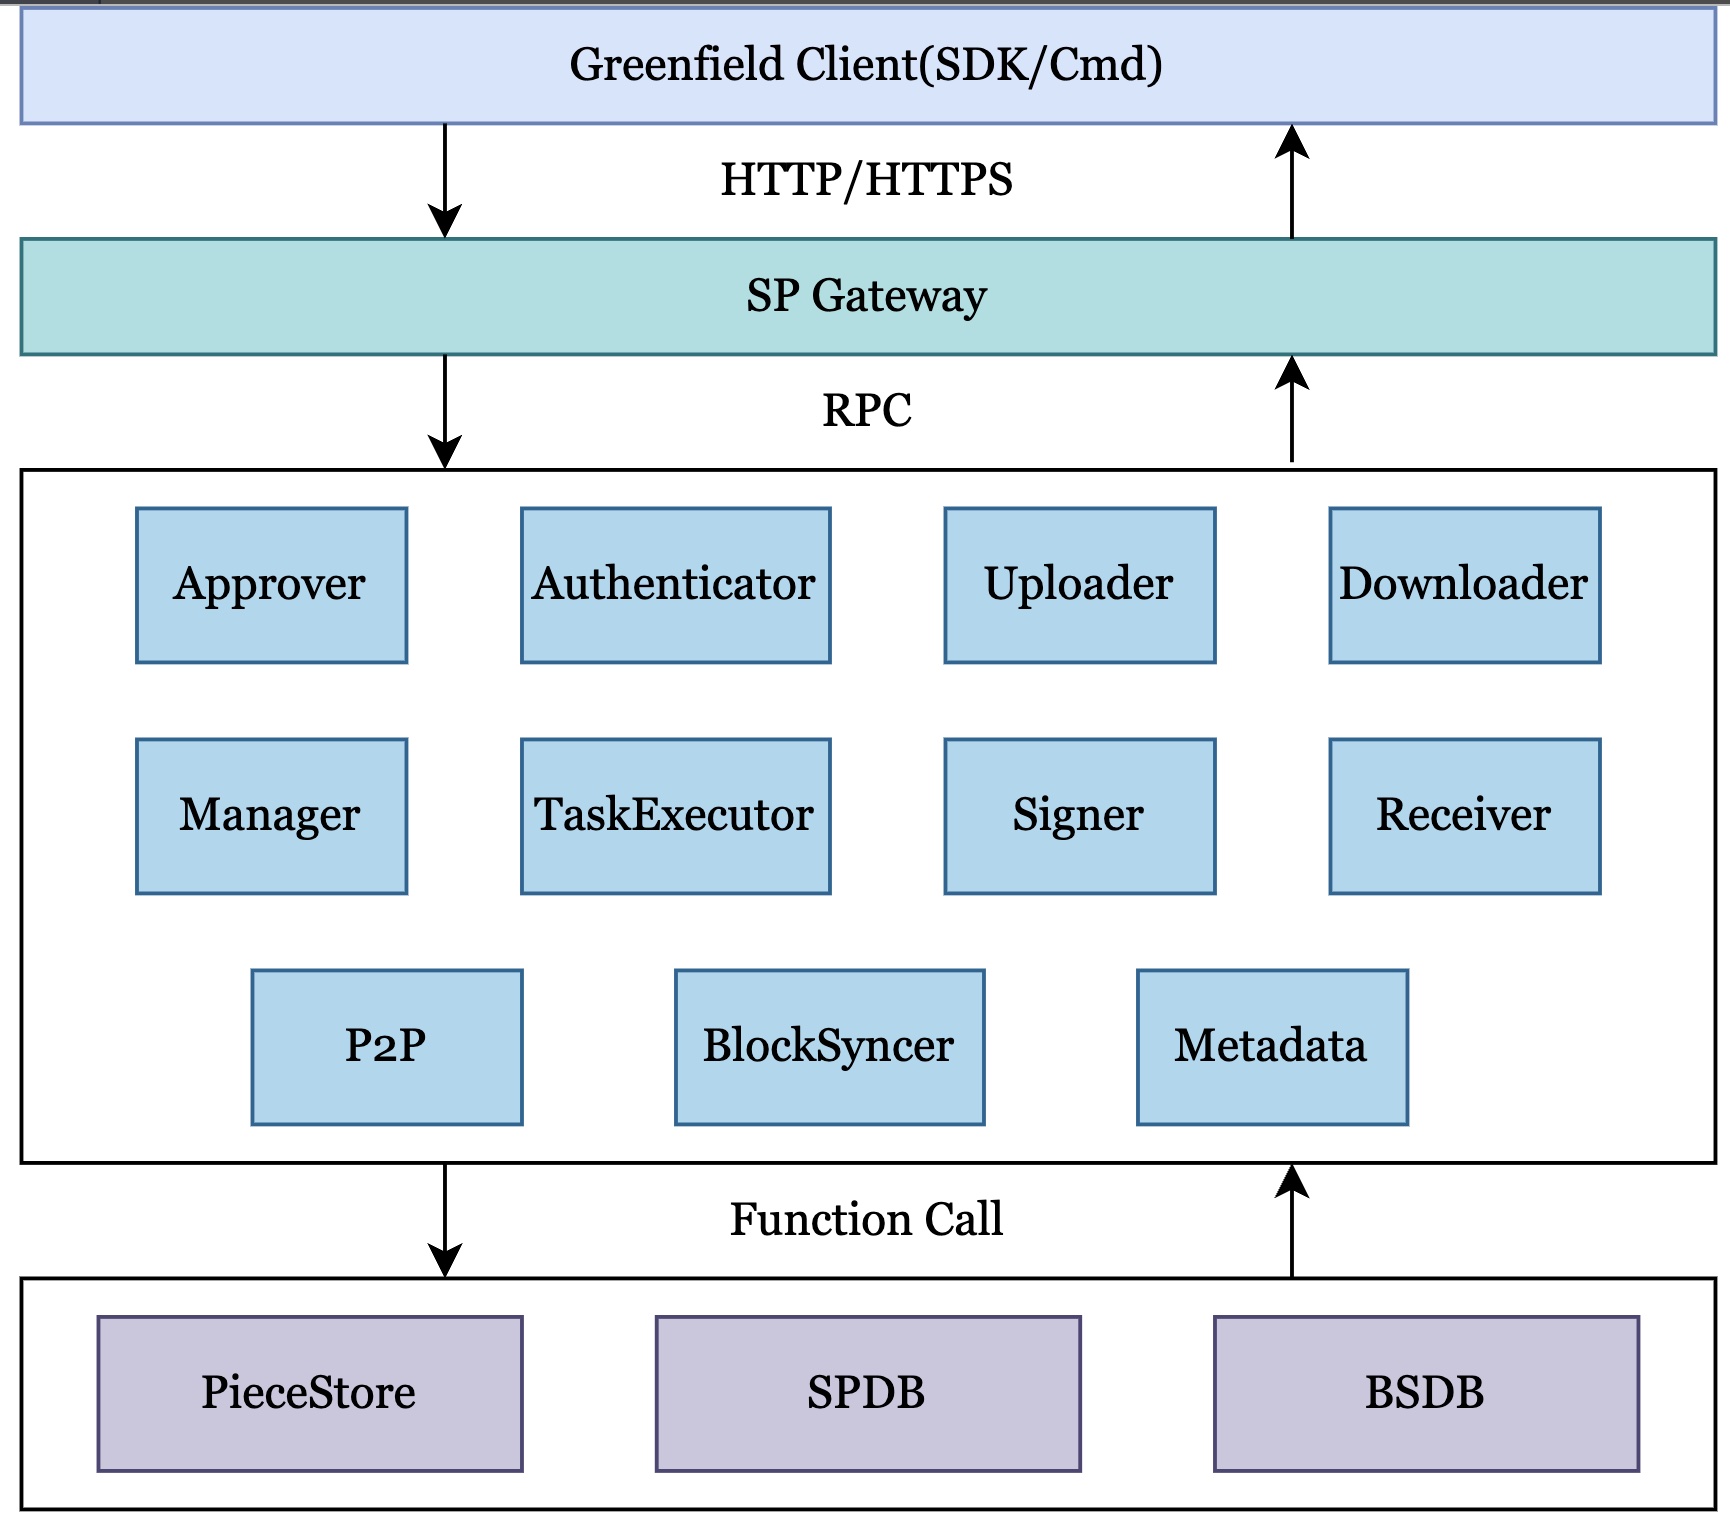 Greenfield Client(SDK/Cmd)
HTTP/HTTPS
SP Gateway
RPC
Approver
Authenticator
Uploader
Downloader
Manager
TaskExecutor
Signer
Receiver
P2P
BlockSyncer
Metadata
Function Call
PieceStore
SPDB
BSDB